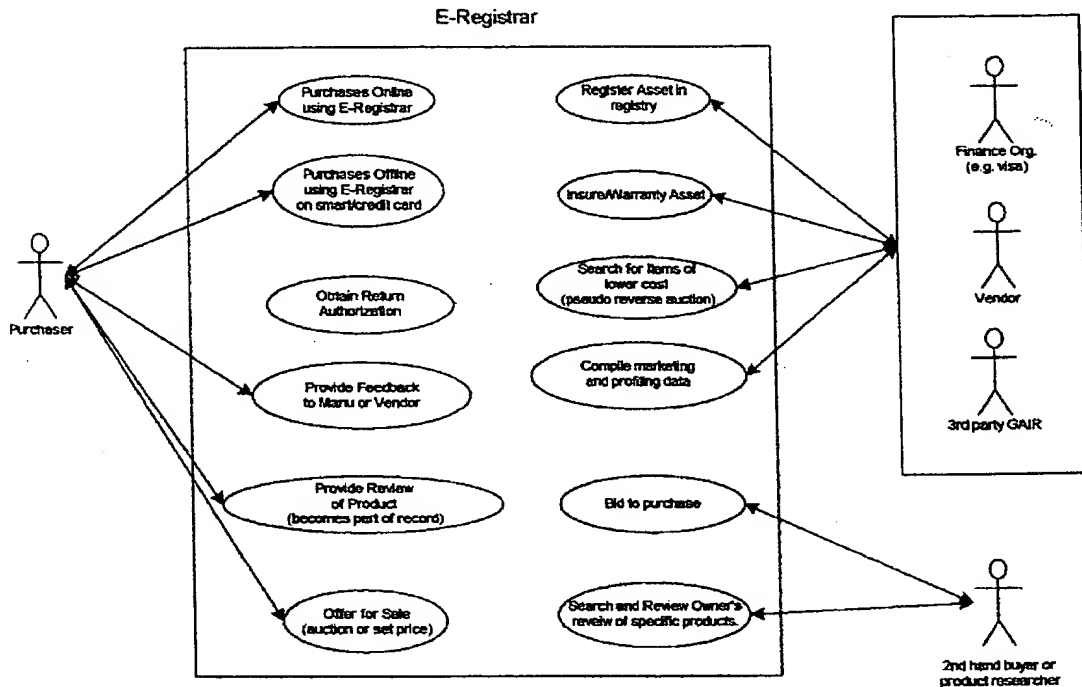 E-Registrar
Purchaser
Purchases Online
using E-Registrar
Purchases Offline
using E-Registrar
on smart/credit card
Obtain Return
Authorization
Provide Feedback
to Manu or Vendor
Provide Review
of Product
(becomes part of record)
Offer for Sale
(auction or set price)
Register Asset in
registry
Insure/Warranty Asset
Search for Items of
lower cost
(pseudo reverse auction)
Compile marketing
and profiling data
Bid to purchase
Search and Review Owner's
reveiw of specific products.
Finance Org.
(e.g. visa)
Vendor
3rd party GAIR
2nd hand buyer or
product researcher